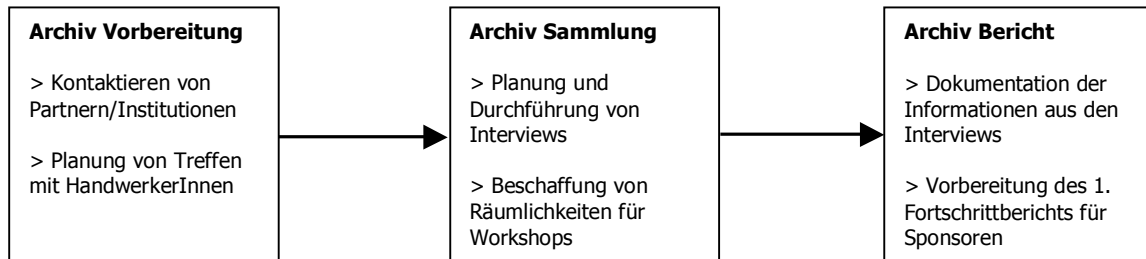 Archiv Vorbereitung
> Kontaktieren von
Partnern/Institutionen
> Planung von Treffen
mit HandwerkerInnen
Archiv Sammlung
> Planung und
Durchführung von
Interviews
> Beschaffung von
Räumlichkeiten für
Workshops
Archiv Bericht
> Dokumentation der
Informationen aus den
Interviews
> Vorbereitung des 1.
Fortschrittberichts für
Sponsoren